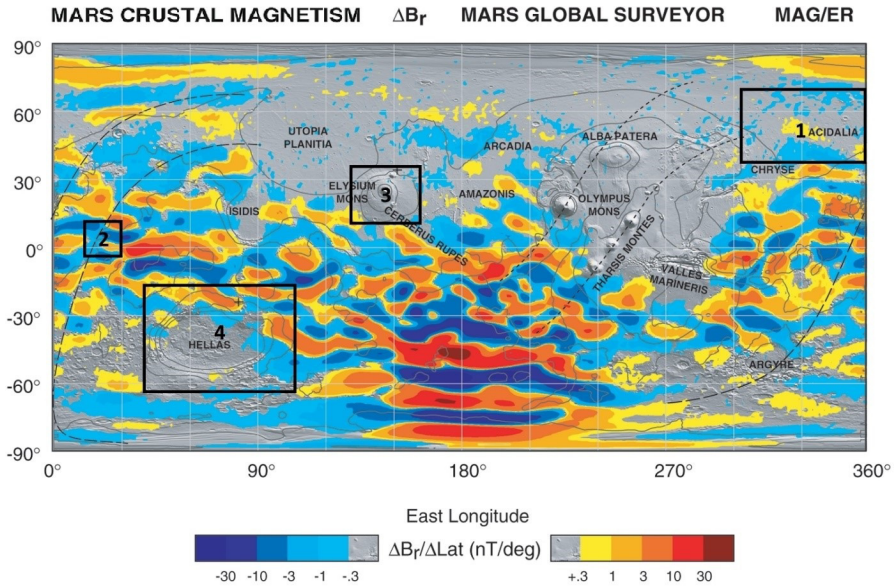 MARS CRUSTAL MAGNETISM ΔBr MARS GLOBAL SURVEYOR MAG/ER
90°
60°
1 ACIDALIA
UTOPIA
PLANITIA
ARCADIA
ALBA PATERA
CHRYSE
30°
ELYSIUM
MONS
3
AMAZONIS
OLYMPUS
MONS
ISIDIS
CERBERUS RUPES
THARSIS MONTES
2
0°
VALLES
MARINERIS
-30°
4
HELLAS
ARGYRE
-60°
-90°
0° 90° 180° 270° 360°
East Longitude
ΔBr/ΔLat (nT/deg)
-30 -10 -3 -1 -.3 +.3 1 3 10 30